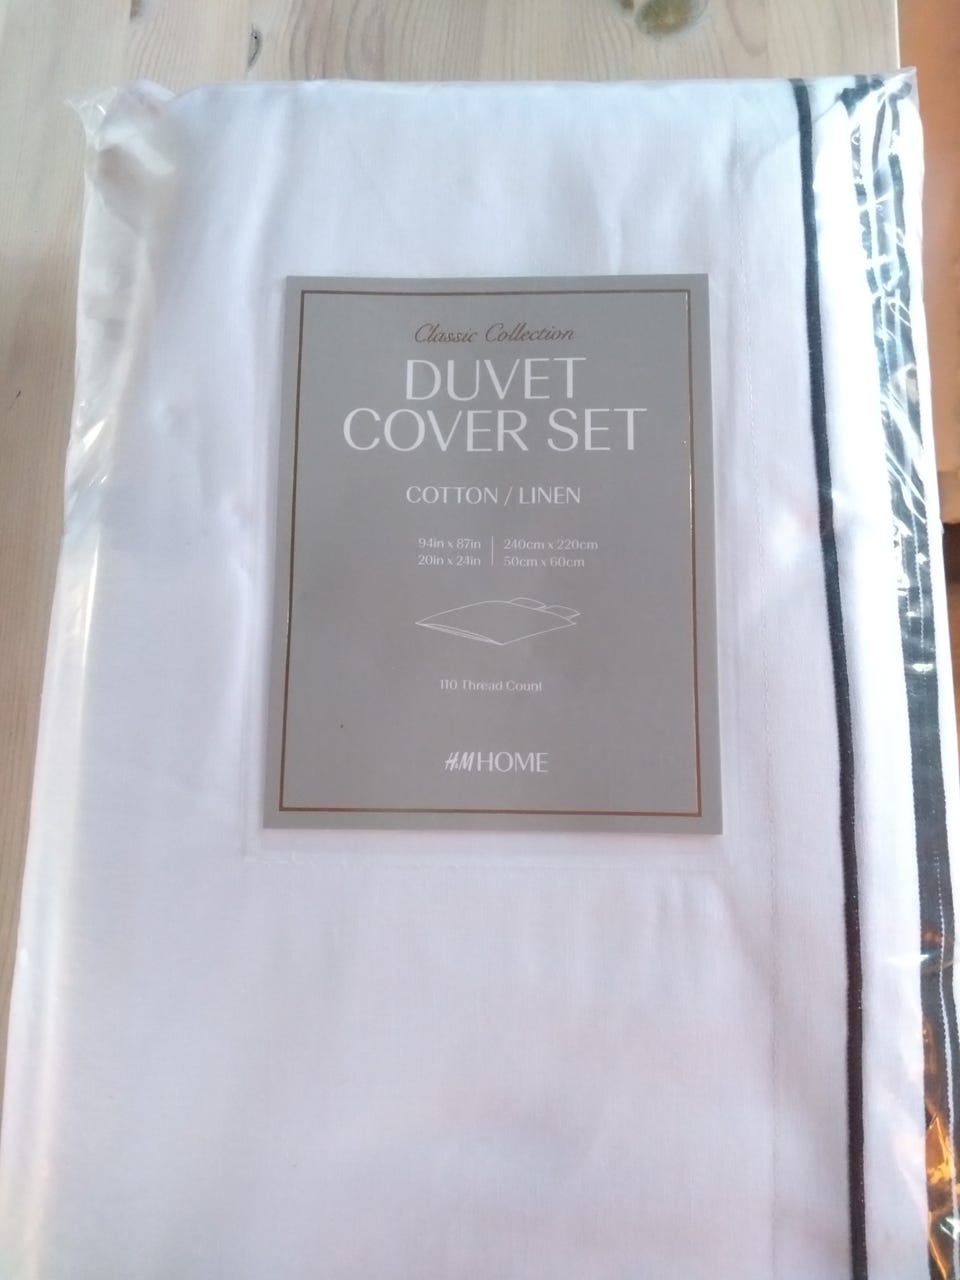 Classic Collection
DUVET
COVER SET
COTTON / LINEN
94in x 87in | 240cm x 220cm
20in x 24in | 50cm x 60cm
110 Thread Count
H&M HOME